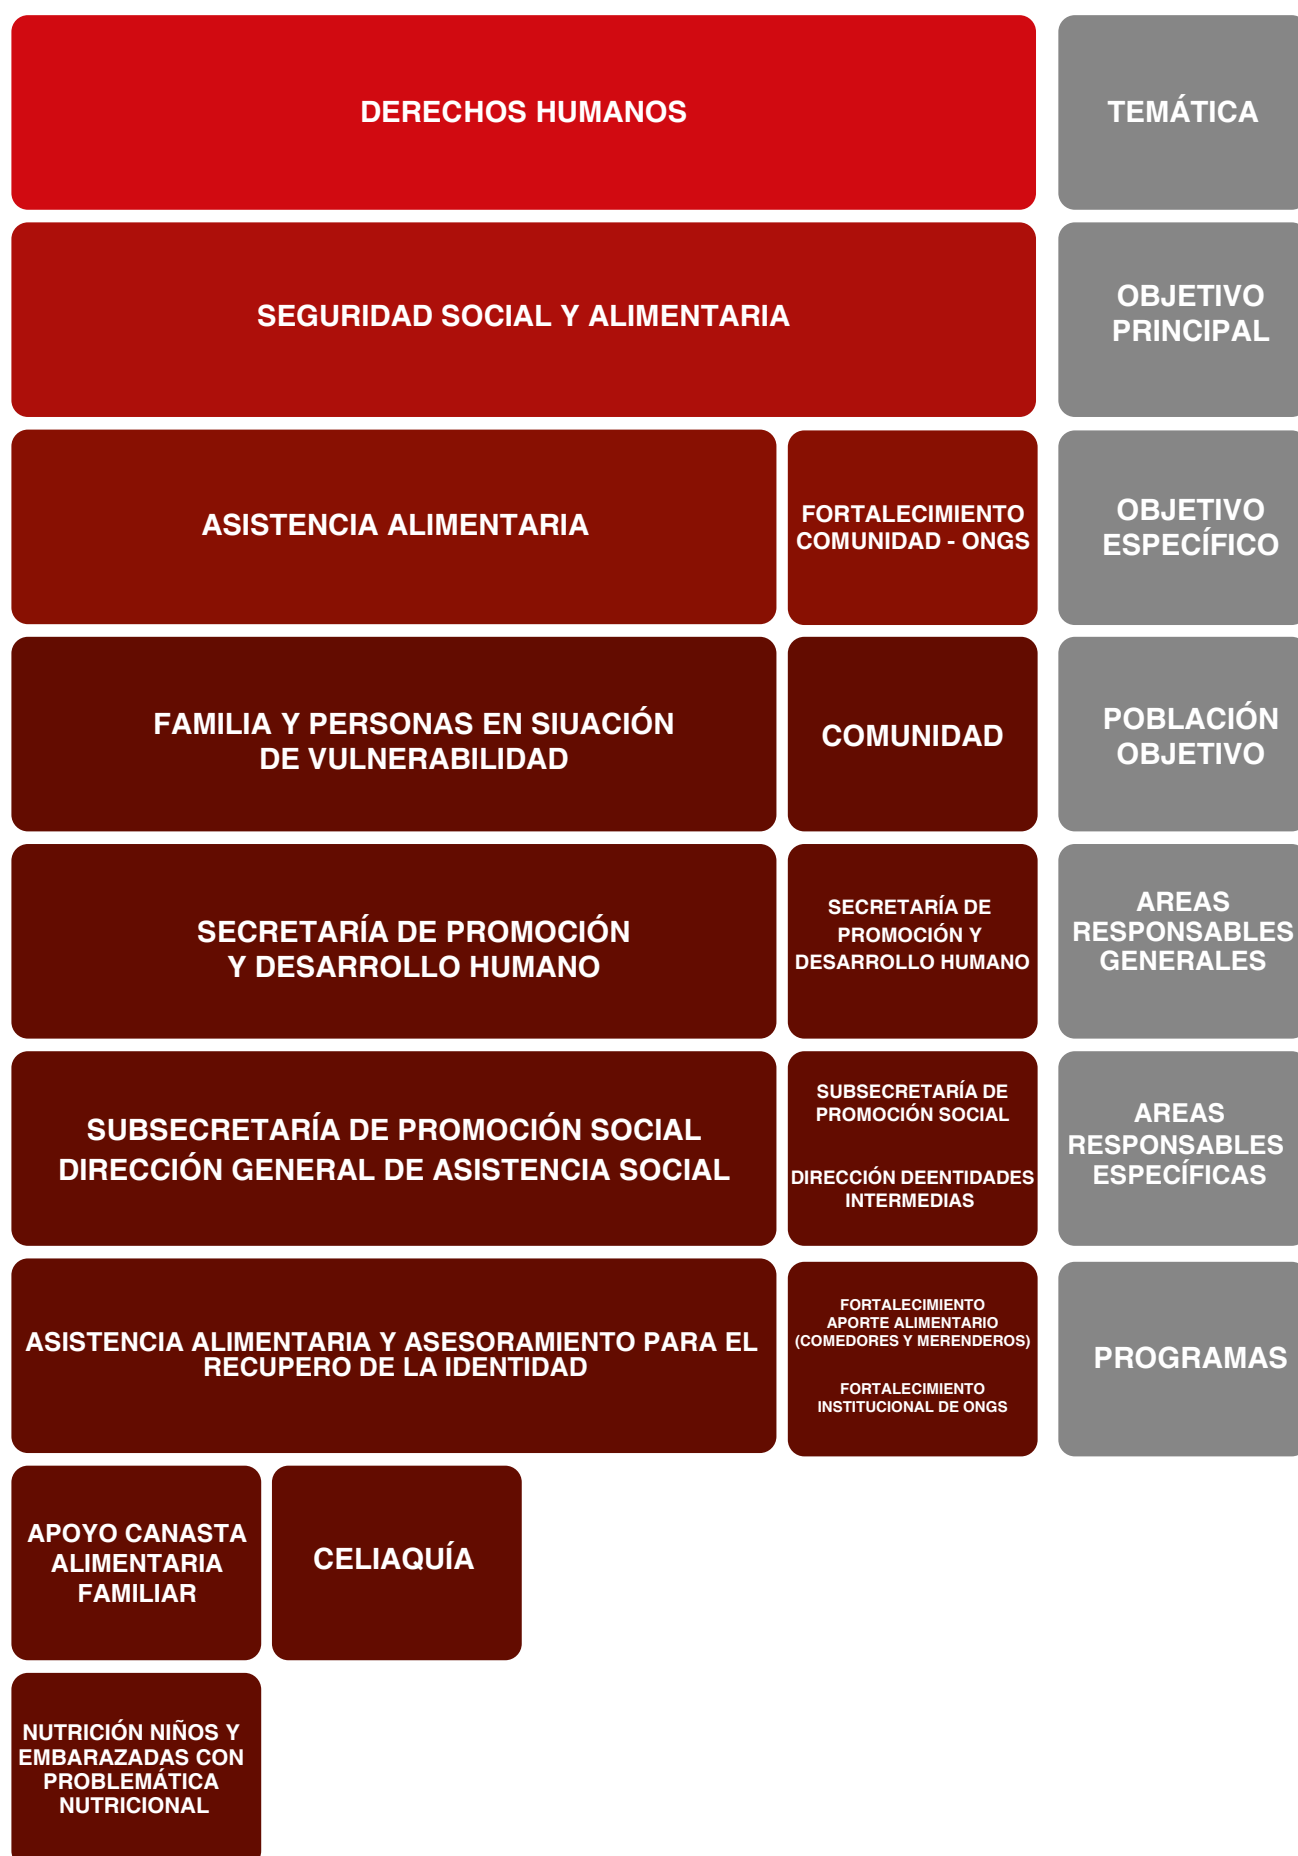 DERECHOS HUMANOS
TEMÁTICA
SEGURIDAD SOCIAL Y ALIMENTARIA
OBJETIVO
PRINCIPAL
ASISTENCIA ALIMENTARIA
FORTALECIMIENTO
COMUNIDAD - ONGS
OBJETIVO
ESPECÍFICO
FAMILIA Y PERSONAS EN SIUACIÓN
DE VULNERABILIDAD
COMUNIDAD
POBLACIÓN
OBJETIVO
SECRETARÍA DE PROMOCIÓN
Y DESARROLLO HUMANO
SECRETARÍA DE
PROMOCIÓN Y
DESARROLLO HUMANO
AREAS
RESPONSABLES
GENERALES
SUBSECRETARÍA DE PROMOCIÓN SOCIAL
DIRECCIÓN GENERAL DE ASISTENCIA SOCIAL
SUBSECRETARÍA DE
PROMOCIÓN SOCIAL
DIRECCIÓN DEENTIDADES
INTERMEDIAS
AREAS
RESPONSABLES
ESPECÍFICAS
ASISTENCIA ALIMENTARIA Y ASESORAMIENTO PARA EL
RECUPERO DE LA IDENTIDAD
FORTALECIMIENTO
APORTE ALIMENTARIO
(COMEDORES Y MERENDEROS)
FORTALECIMIENTO
INSTITUCIONAL DE ONGS
PROGRAMAS
APOYO CANASTA
ALIMENTARIA
FAMILIAR
CELIAQUÍA
NUTRICIÓN NIÑOS Y
EMBARAZADAS CON
PROBLEMÁTICA
NUTRICIONAL